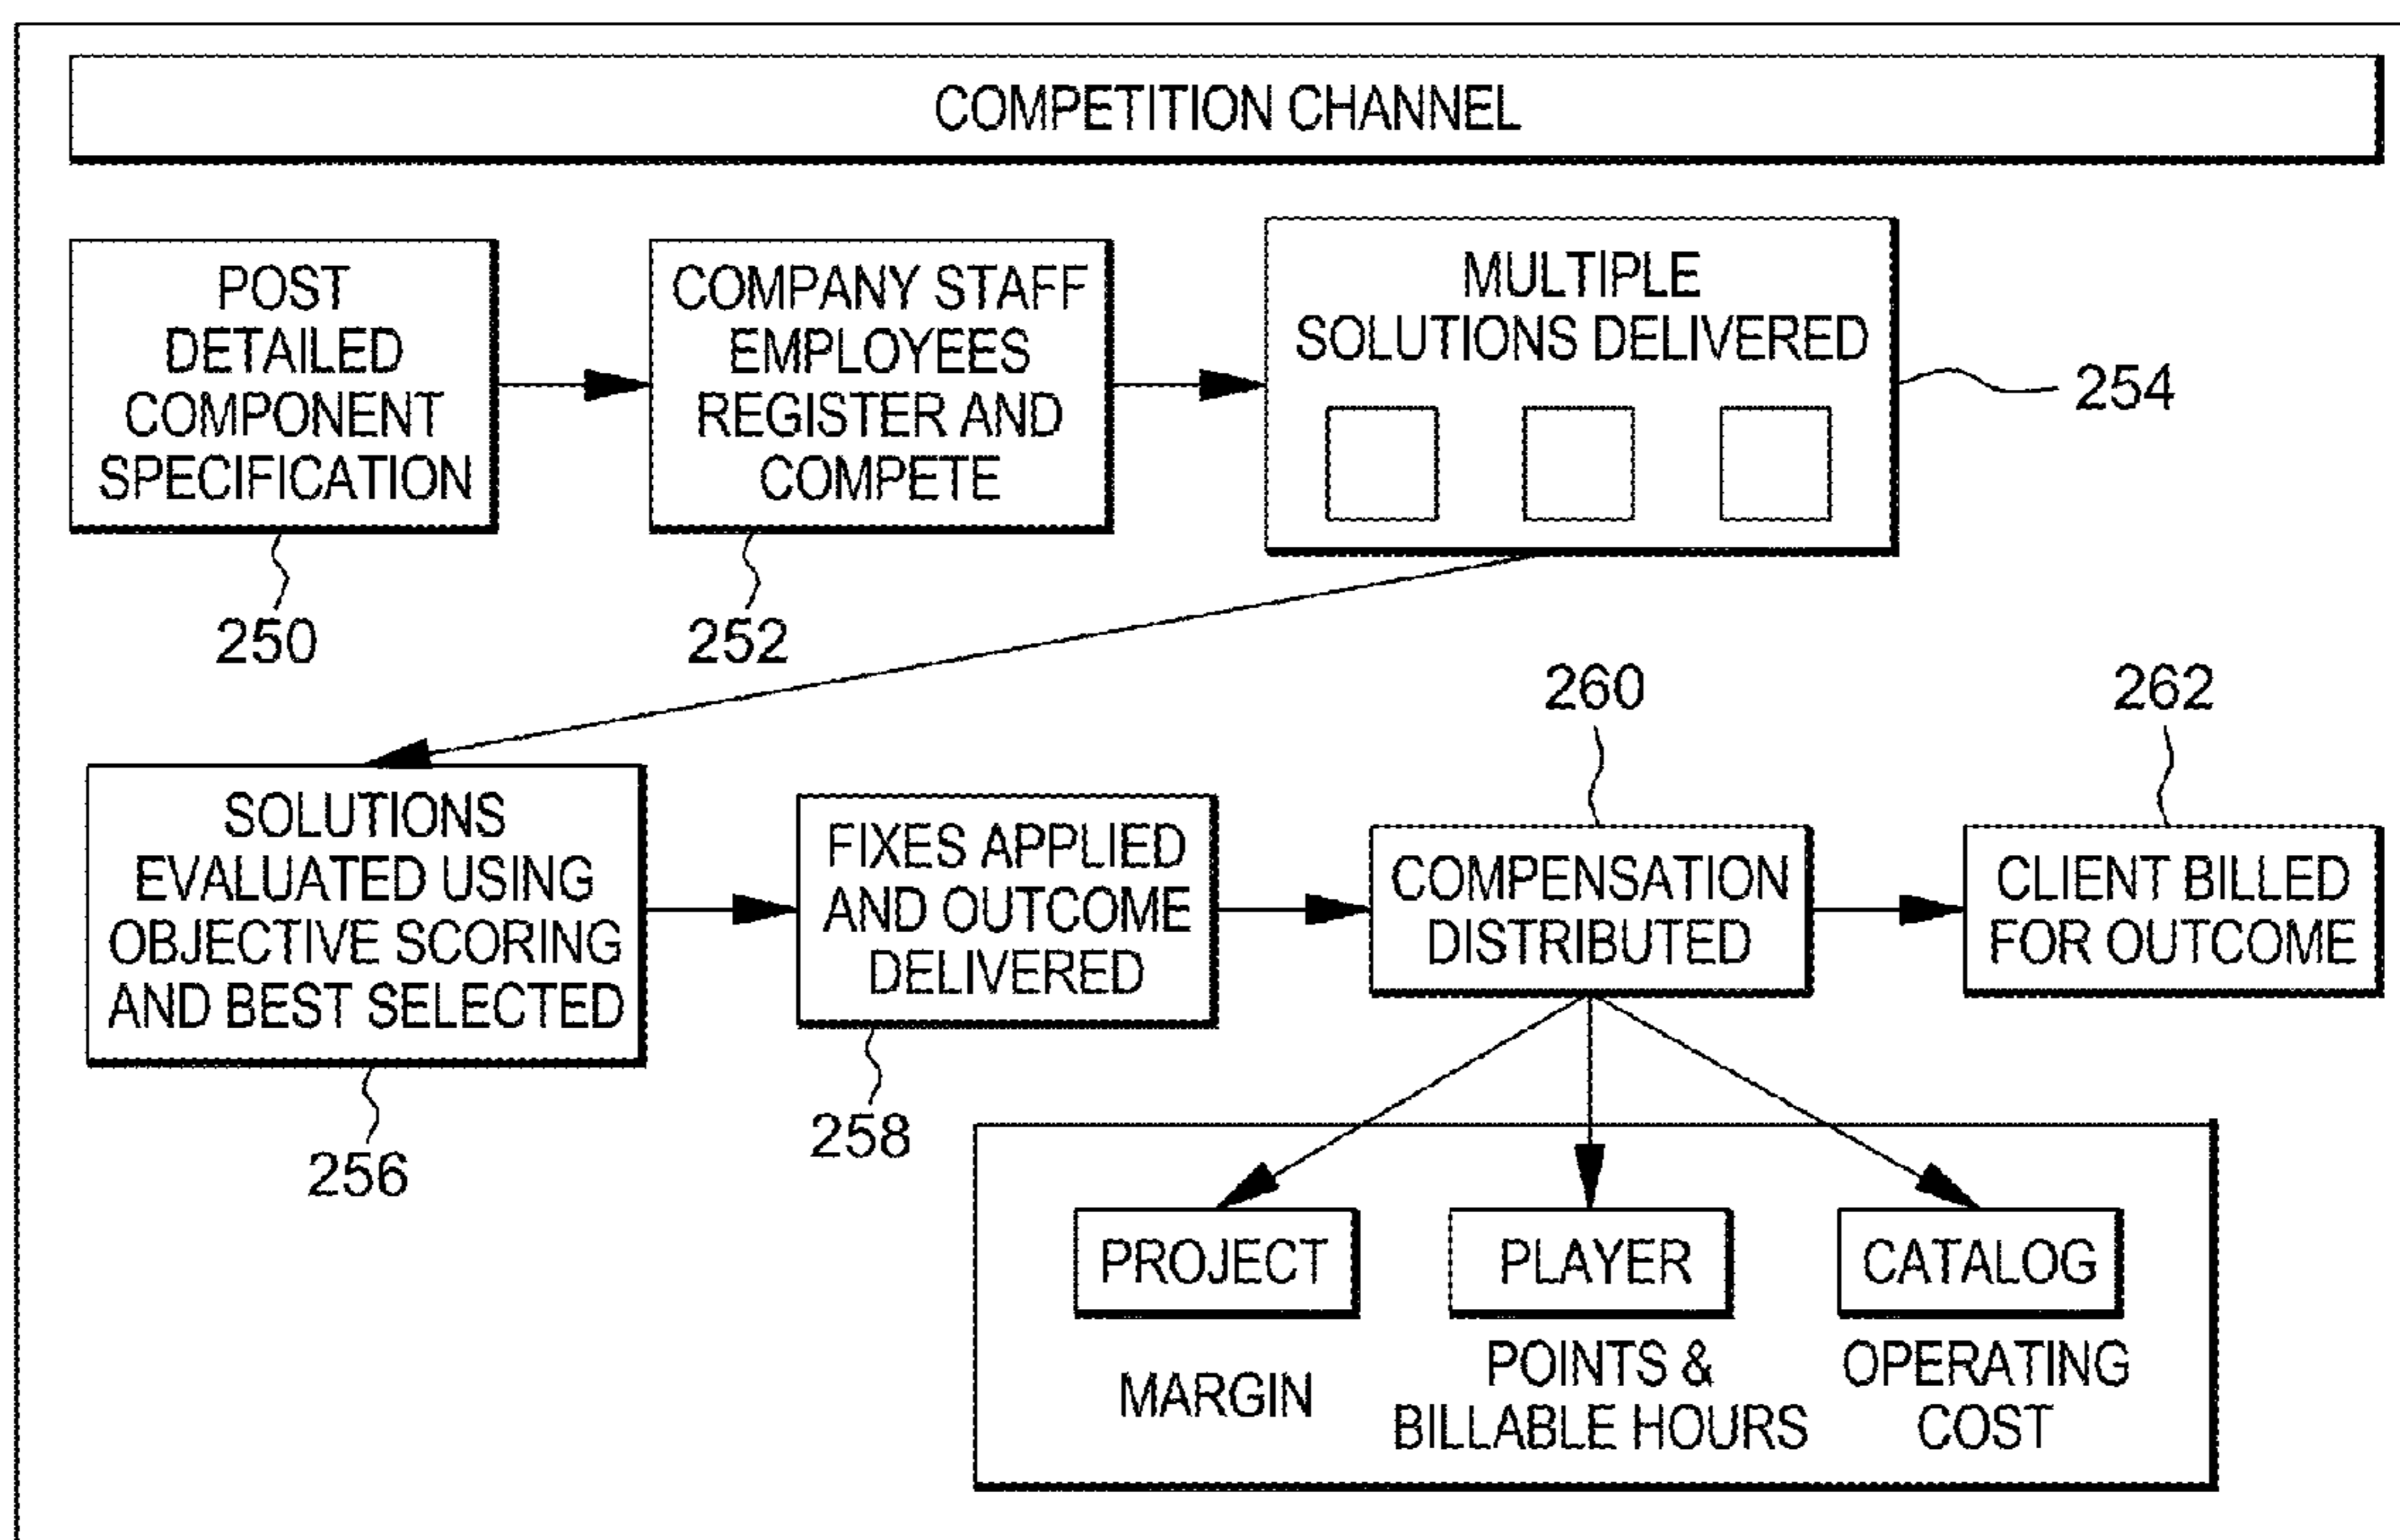 COMPETITION CHANNEL
POST
DETAILED
COMPONENT
SPECIFICATION
250
COMPANY STAFF
EMPLOYEES
REGISTER AND
COMPETE
252
MULTIPLE
SOLUTIONS DELIVERED
254
SOLUTIONS
EVALUATED USING
OBJECTIVE SCORING
AND BEST SELECTED
256
FIXES APPLIED
AND OUTCOME
DELIVERED
258
260
COMPENSATION
DISTRIBUTED
262
CLIENT BILLED
FOR OUTCOME
PROJECT
MARGIN
PLAYER
POINTS &
BILLABLE HOURS
CATALOG
OPERATING
COST